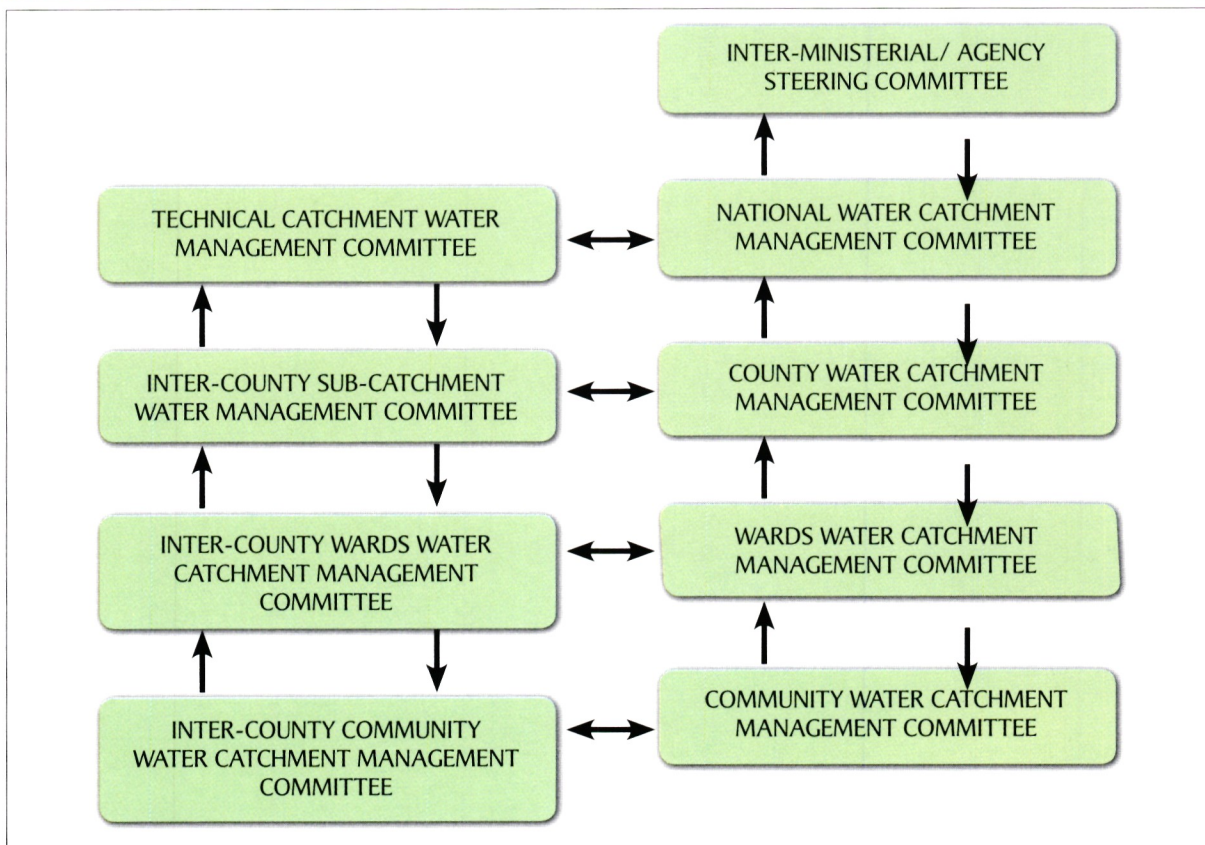 INTER-MINISTERIAL/ AGENCY
STEERING COMMITTEE
TECHNICAL CATCHMENT WATER
MANAGEMENT COMMITTEE
NATIONAL WATER CATCHMENT
MANAGEMENT COMMITTEE
INTER-COUNTY SUB-CATCHMENT
WATER MANAGEMENT COMMITTEE
COUNTY WATER CATCHMENT
MANAGEMENT COMMITTEE
INTER-COUNTY WARDS WATER
CATCHMENT MANAGEMENT
COMMITTEE
WARDS WATER CATCHMENT
MANAGEMENT COMMITTEE
INTER-COUNTY COMMUNITY
WATER CATCHMENT MANAGEMENT
COMMITTEE
COMMUNITY WATER CATCHMENT
MANAGEMENT COMMITTEE